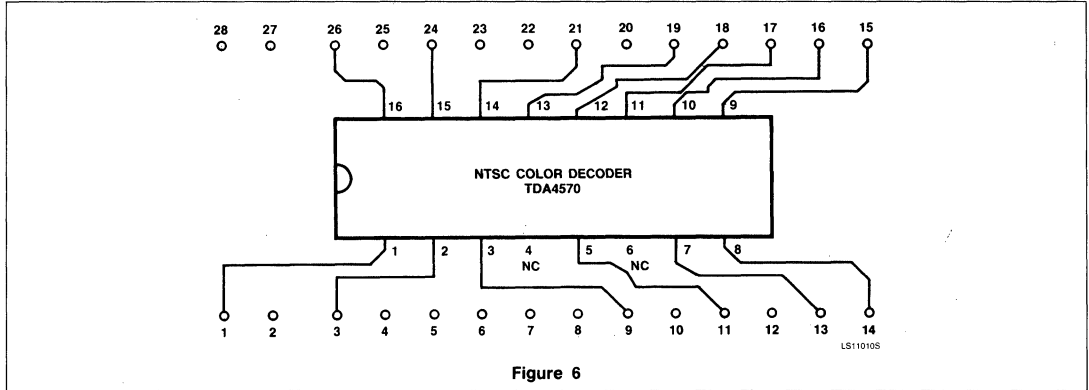 28 27 26 25 24 23 22 21 20 19 18 17 16 15
16 15 14 13 12 11 10 9
NTSC COLOR DECODER
TDA4570
1 2 3 4 5 6 7 8
NC NC
1 2 3 4 5 6 7 8 9 10 11 12 13 14
LS11010S
Figure 6